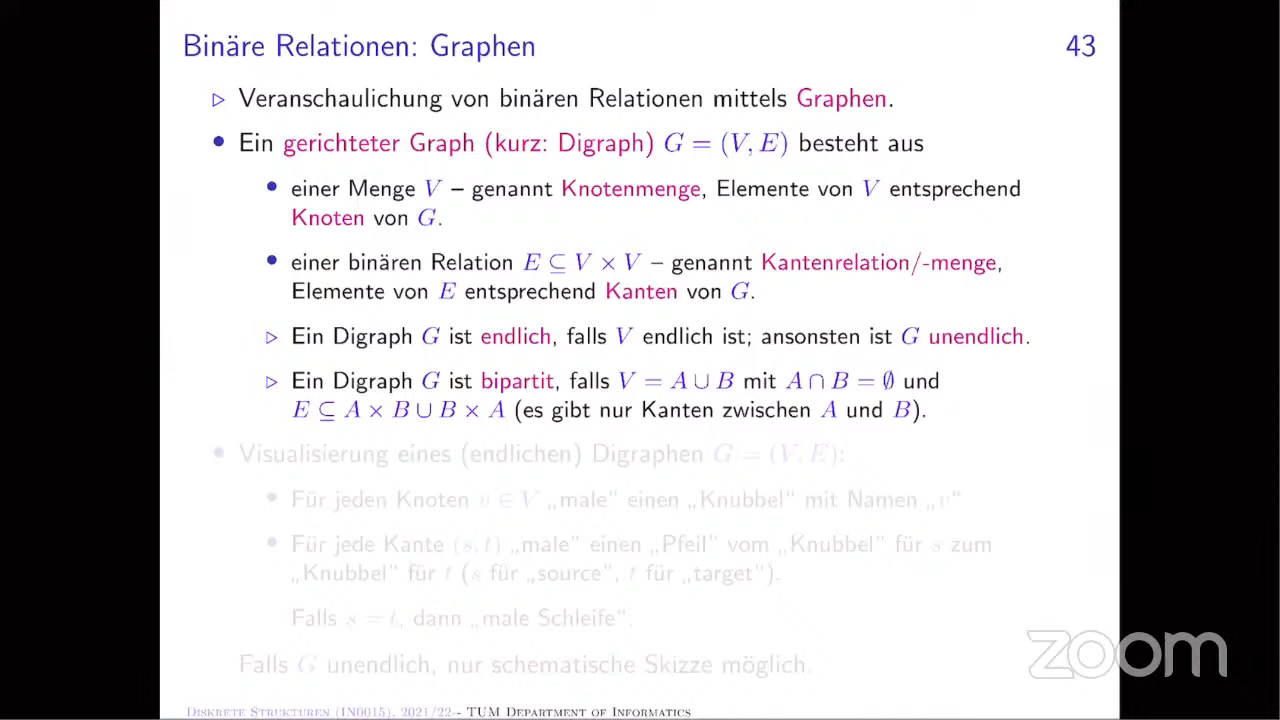 Binäre Relationen: Graphen 43
▷ Veranschaulichung von binären Relationen mittels Graphen.
• Ein gerichteter Graph (kurz: Digraph) G = (V, E) besteht aus
• einer Menge V – genannt Knotenmenge, Elemente von V entsprechend
Knoten von G.
• einer binären Relation E ⊆ V × V – genannt Kantenrelation/-menge,
Elemente von E entsprechend Kanten von G.
▷ Ein Digraph G ist endlich, falls V endlich ist; ansonsten ist G unendlich.
▷ Ein Digraph G ist bipartit, falls V = A ∪ B mit A ∩ B = ∅ und
E ⊆ A × B ∪ B × A (es gibt nur Kanten zwischen A und B).
• Visualisierung eines (endlichen) Digraphen G = (V, E):
• Für jeden Knoten v ∈ V „male“ einen „Knubbel“ mit Namen „v“
• Für jede Kante (s, t) „male“ einen „Pfeil“ vom „Knubbel“ für s zum
„Knubbel“ für t (s für „source“, t für „target“).
Falls s = t, dann „male Schleife“.
Falls G unendlich, nur schematische Skizze möglich.
zoom
Diskrete Strukturen (IN0015), 2021/22 - TUM Department of Informatics